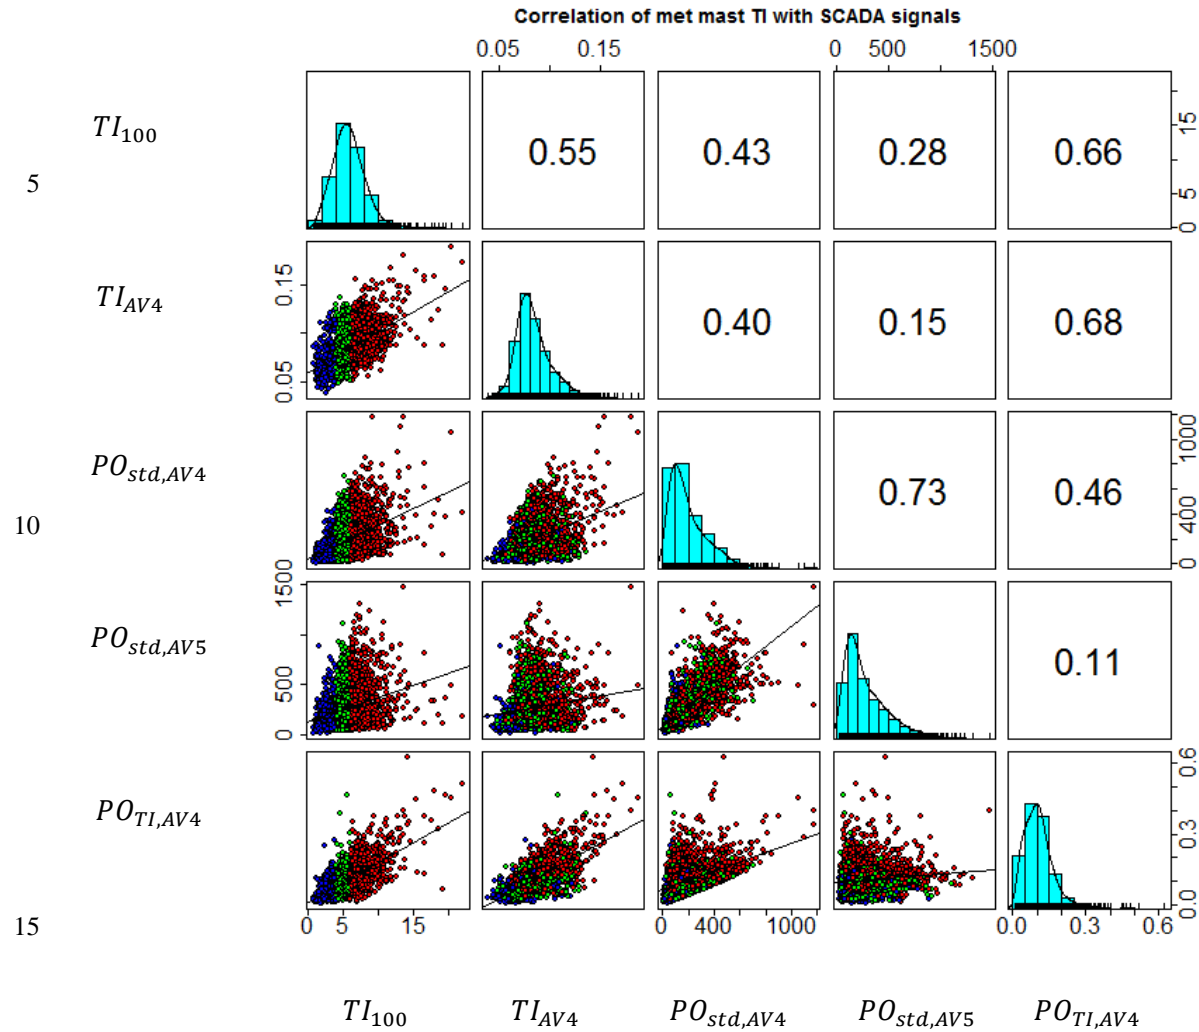 Correlation of met mast TI with SCADA signals
0.05 0.15 0 500 1500
TI100 0.55 0.43 0.28 0.66 0 5 15
5
TIAV4 0.05 0.15 0.40 0.15 0.68
POstd,AV4 0.73 0.46 0 400 1000
10
POstd,AV5 0 500 1500 0.11
POTI,AV4 0.0 0.3 0.6
15
0 5 15 0 400 1000 0.0 0.3 0.6
TI100 TIAV4 POstd,AV4 POstd,AV5 POTI,AV4